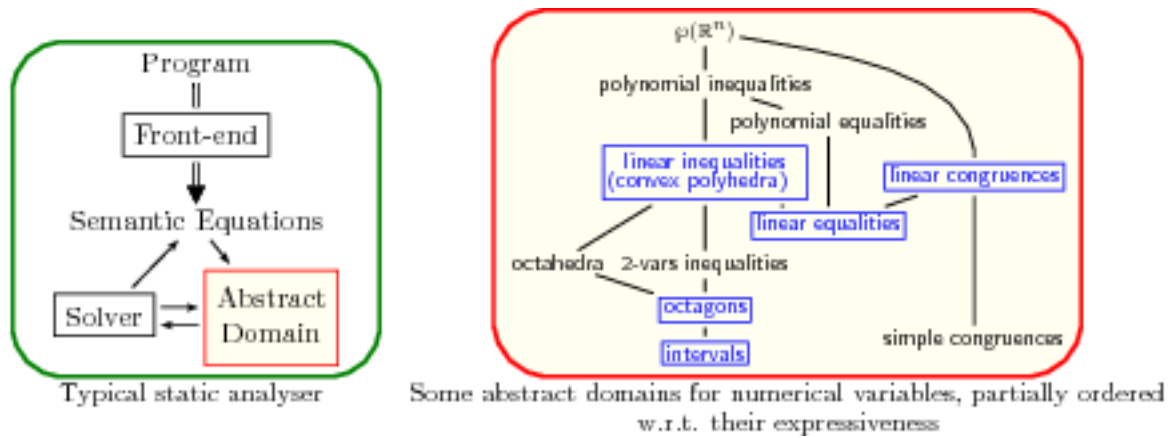 Program
Front-end
Semantic Equations
Solver
Abstract
Domain
Typical static analyser
℘(ℝⁿ)
polynomial inequalities
polynomial equalities
linear inequalities
(convex polyhedra)
linear congruences
linear equalities
octahedra
2-vars inequalities
octagons
simple congruences
intervals
Some abstract domains for numerical variables, partially ordered
w.r.t. their expressiveness